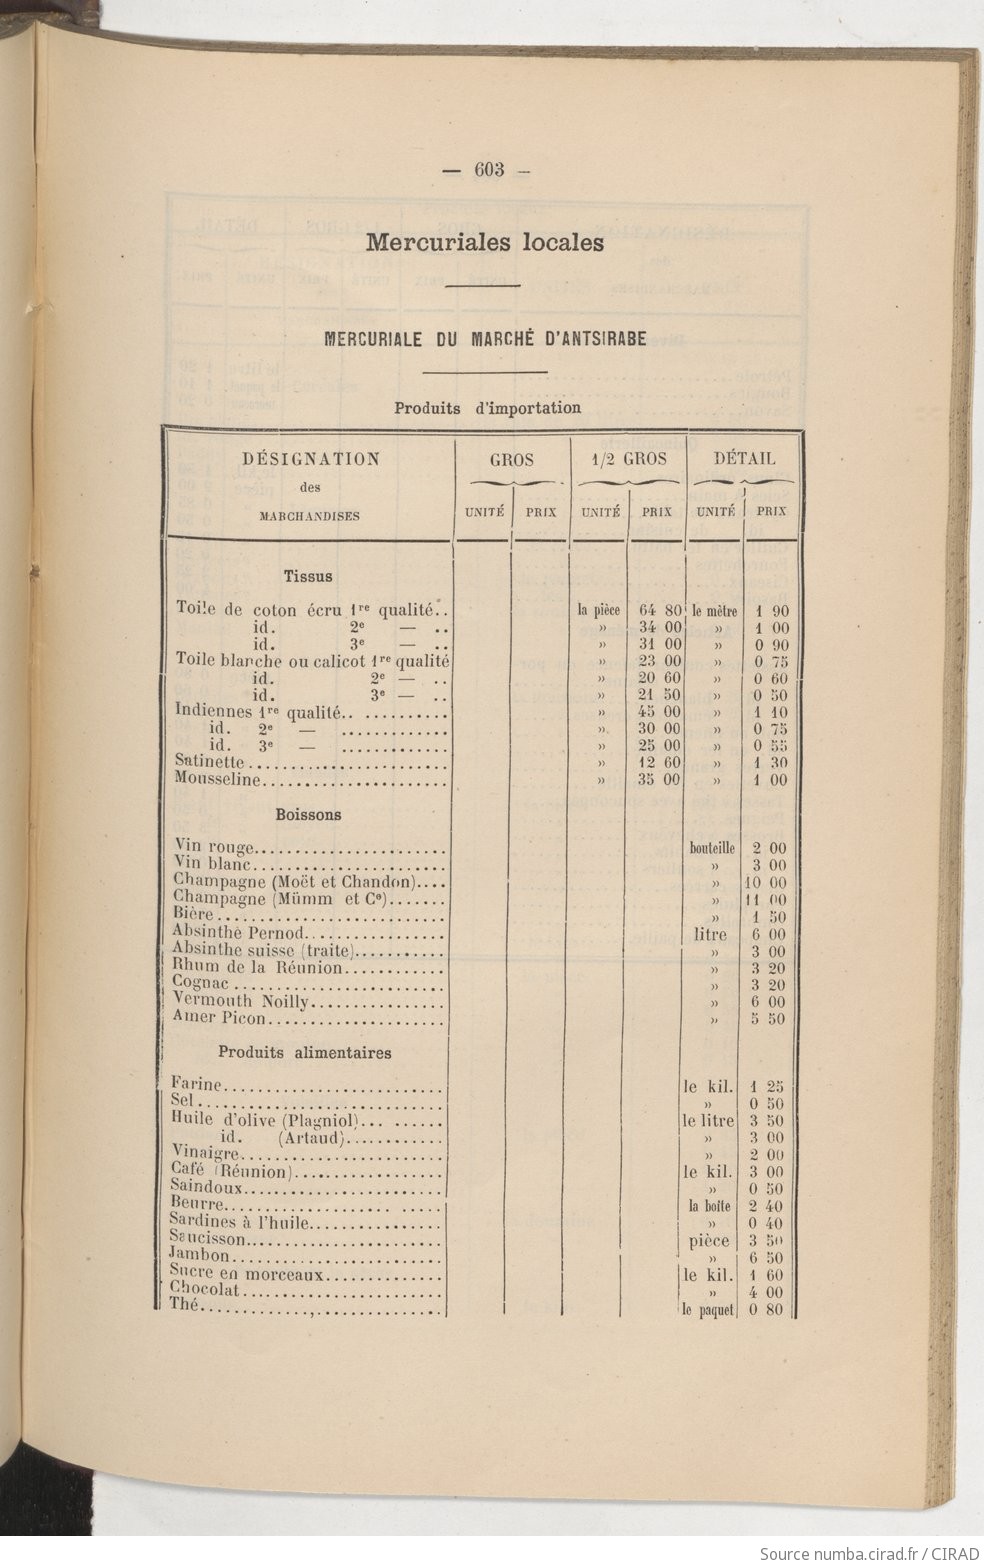 — 603 —
Mercuriales locales
MERCURIALE DU MARCHÉ D'ANTSIRABE
Produits d'importation
DÉSIGNATION des MARCHANDISES GROS 1/2 GROS DÉTAIL
UNITÉ PRIX UNITÉ PRIX UNITÉ PRIX
Tissus
Toile de coton écru 1re qualité.. la pièce 64 80 le mètre 1 90
id. 2e — .. » 34 00 » 1 00
id. 3e — .. » 31 00 » 0 90
Toile blanche ou calicot 1re qualité » 23 00 » 0 75
id. 2e — .. » 20 60 » 0 60
id. 3e — .. » 21 50 » 0 50
Indiennes 1re qualité.. .......... » 45 00 » 1 10
id. 2e — ............. » 30 00 » 0 75
id. 3e — ............. » 25 00 » 0 55
Satinette........................ » 12 60 » 1 30
Mousseline...................... » 35 00 » 1 00
Boissons
Vin rouge....................... bouteille 2 00
Vin blanc....................... » 3 00
Champagne (Moët et Chandon).... » 10 00
Champagne (Mümm et Ce)....... » 11 00
Bière........................... » 1 50
Absinthe Pernod................. litre 6 00
Absinthe suisse (traite)........... » 3 00
Rhum de la Réunion............ » 3 20
Cognac......................... » 3 20
Vermouth Noilly................ » 6 00
Amer Picon..................... » 5 50
Produits alimentaires
Farine.......................... le kil. 1 25
Sel............................. » 0 50
Huile d'olive (Plagniol)... ...... le litre 3 50
id. (Artaud)............ » 3 00
Vinaigre........................ » 2 00
Café (Réunion).................. le kil. 3 00
Saindoux........................ » 0 50
Beurre.................... ..... la boite 2 40
Sardines à l'huile................ » 0 40
Saucisson........................ pièce 3 50
Jambon.......................... » 6 50
Sucre en morceaux.............. le kil. 1 60
Chocolat........................ » 4 00
Thé............,................ le paquet 0 80
Source numba.cirad.fr / CIRAD